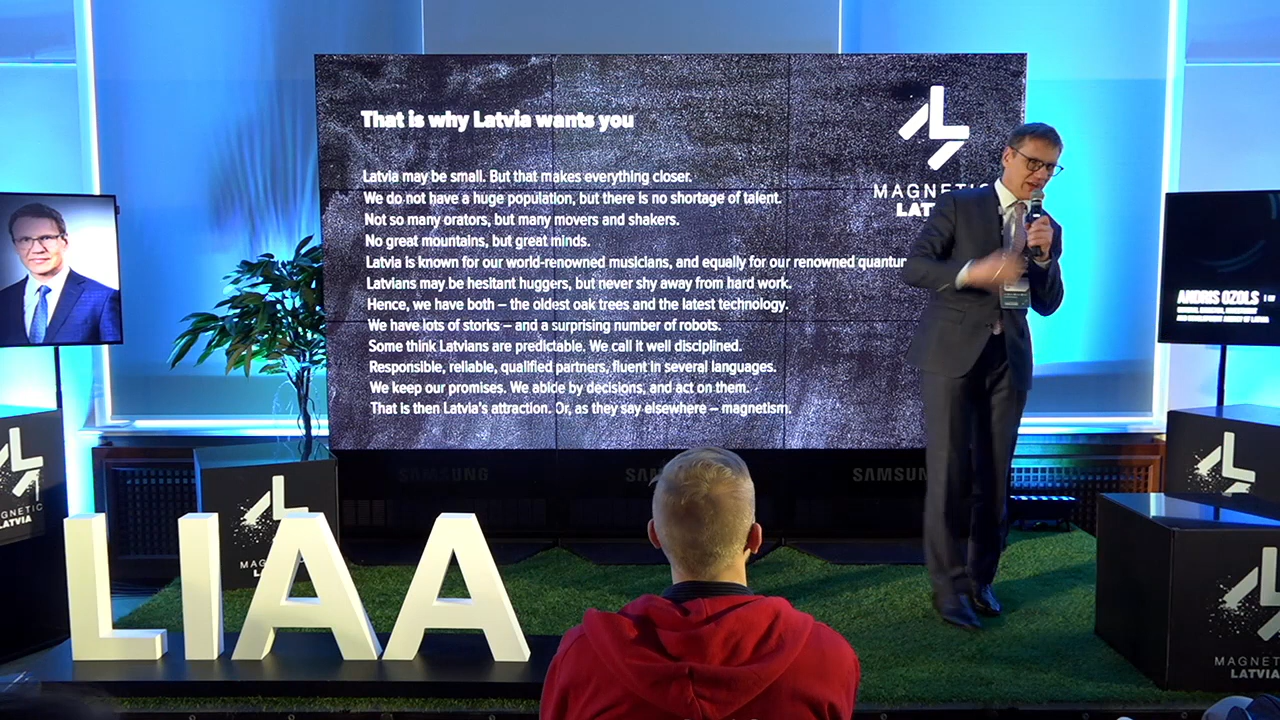 That is why Latvia wants you
Latvia may be small. But that makes everything closer.
We do not have a huge population, but there is no shortage of talent.
Not so many orators, but many movers and shakers.
No great mountains, but great minds.
Latvia is known for our world-renowned musicians, and equally for our renowned
Latvians may be hesitant huggers, but never shy away from hard work.
Hence, we have both – the oldest oak trees and the latest technology.
We have lots of storks – and a surprising number of robots.
Some think Latvians are predictable. We call it well disciplined.
Responsible, reliable, qualified partners, fluent in several languages.
We keep our promises. We abide by decisions, and act on them.
That is then Latvia's attraction. Or, as they say elsewhere – magnetism.
MAGNETIC
ANDRIS OZOLS
SAMSUNG
LIAA
LATVIA
LATVIA